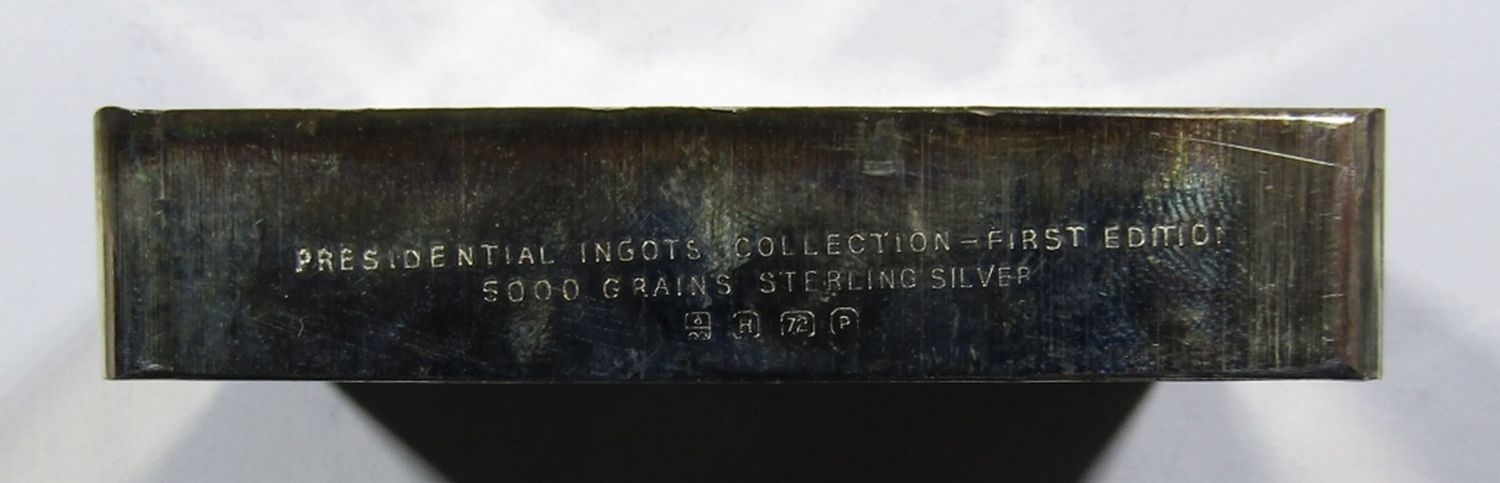 PRESIDENTIAL INGOTS COLLECTION – FIRST EDITION
5000 GRAINS STERLING SILVER
H 72 P